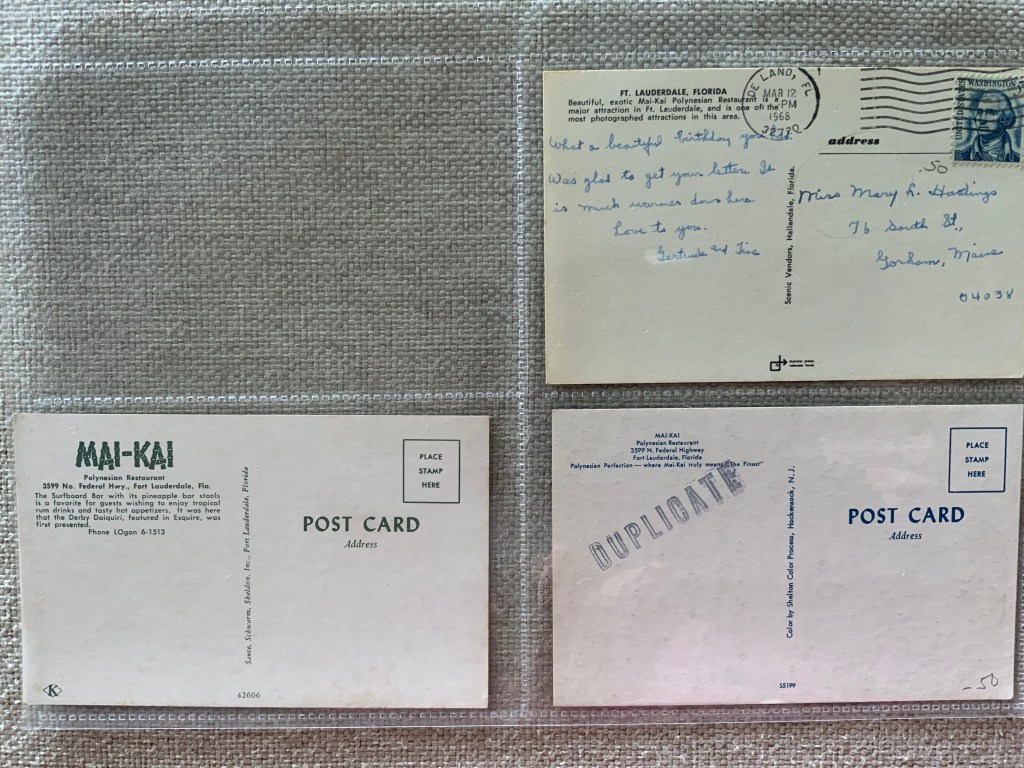 FT. LAUDERDALE, FLORIDA
Beautiful, exotic Mai-Kai Polynesian Restaurant is a
major attraction in Ft. Lauderdale, and is one of the
most photographed attractions in this area.
DE LAND, FL
MAR 12
PM
1968
32720
WASHINGTON
UNITED STATES
address
.50
What a beautiful birthday you
Was glad to get your letter. It
is much warmer down here.
Love to you.
Gertrude and
Miss Mary L. Hastings
76 South St.,
Gorham, Maine
04038
Scenic Vendors, Hallandale, Florida.
MAI-KAI
Polynesian Restaurant
3599 No. Federal Hwy., Fort Lauderdale, Fla.
The Surfboard Bar with its pineapple bar stools
is a favorite for guests wishing to enjoy tropical
rum drinks and tasty hot appetizers. It was here
that the Derby Daiquiri, featured in Esquire, was
first presented.
Phone LOgan 6-1513
PLACE
STAMP
HERE
POST CARD
Address
Santé, Schwarm, Sheldon, Inc., Fort Lauderdale, Florida
K
42606
MAI-KAI
Polynesian Restaurant
3599 N. Federal Highway
Fort Lauderdale, Florida
Polynesian Perfection — where Mai-Kai truly means "the Finest"
DUPLICATE
PLACE
STAMP
HERE
POST CARD
Address
Color by Shelton Color Process, Hackensack, N. J.
S5199
.50